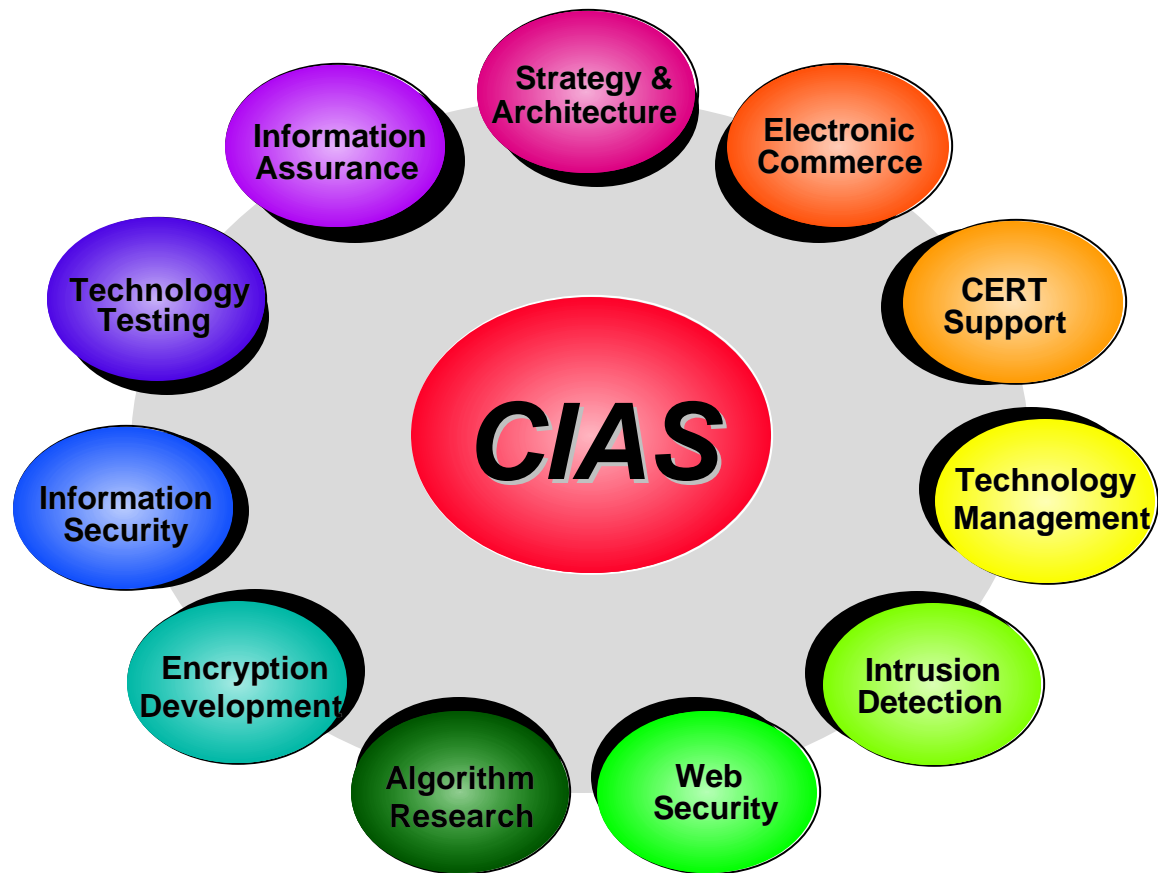 Strategy &
Architecture
Electronic
Commerce
CERT
Support
Technology
Management
Intrusion
Detection
Web
Security
Algorithm
Research
Encryption
Development
Information
Security
Technology
Testing
Information
Assurance
CIAS